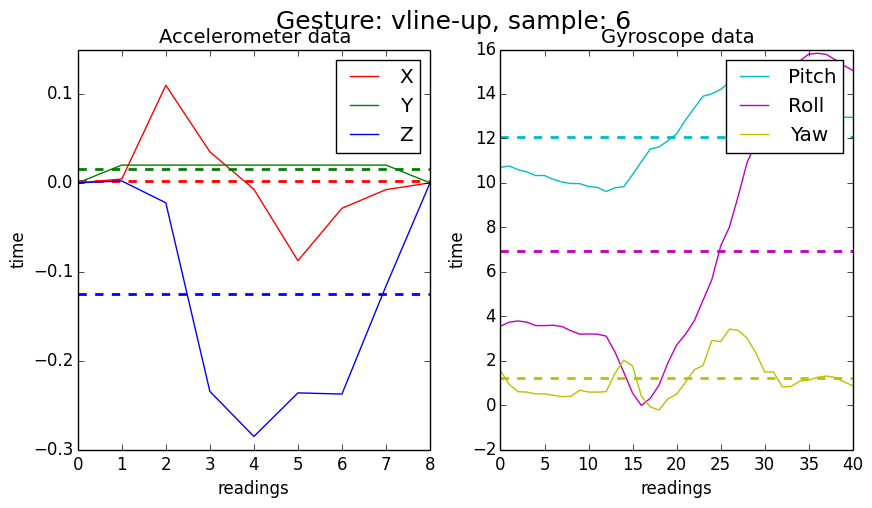 Gesture: vline-up, sample: 6
Accelerometer data
Gyroscope data
X
Y
Z
Pitch
Roll
Yaw
0.1
0.0
−0.1
−0.2
−0.3
16
14
12
10
8
6
4
2
0
−2
0 1 2 3 4 5 6 7 8
0 5 10 15 20 25 30 35 40
time
time
readings
readings